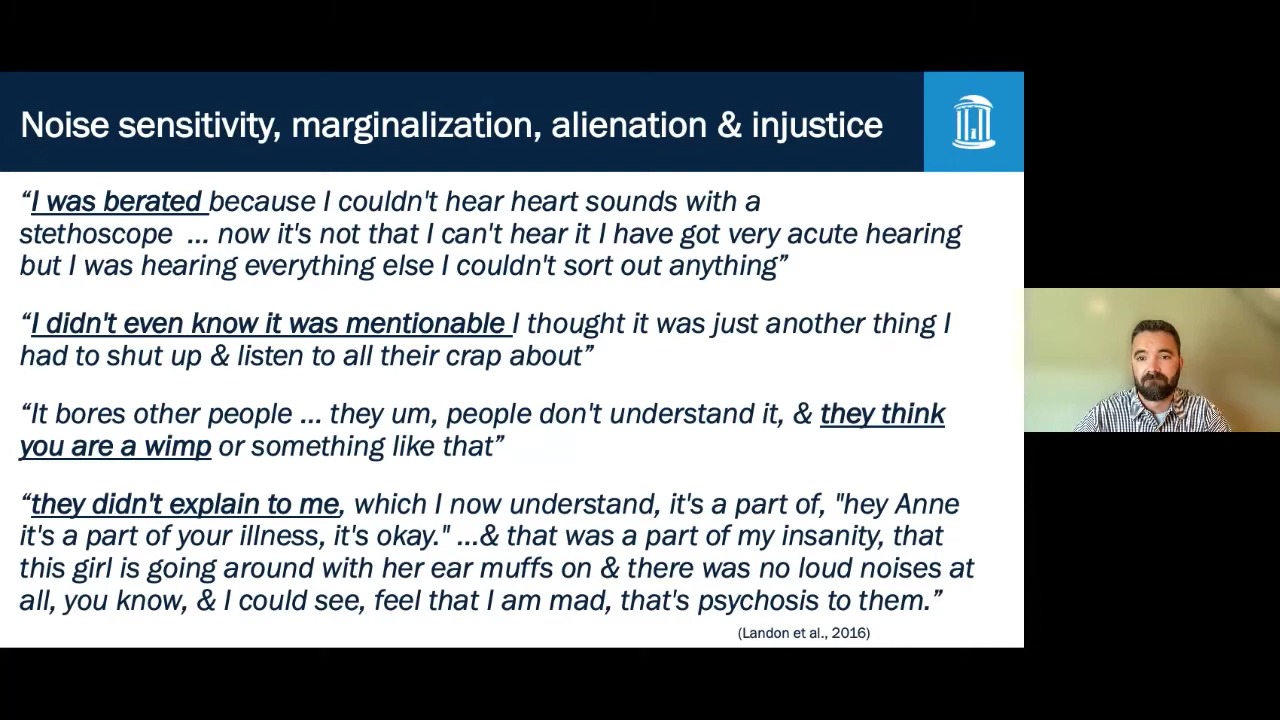 Noise sensitivity, marginalization, alienation & injustice
“I was berated because I couldn't hear heart sounds with a
stethoscope ... now it's not that I can't hear it I have got very acute hearing
but I was hearing everything else I couldn't sort out anything”
“I didn't even know it was mentionable I thought it was just another thing I
had to shut up & listen to all their crap about”
“It bores other people ... they um, people don't understand it, & they think
you are a wimp or something like that”
“they didn't explain to me, which I now understand, it's a part of, "hey Anne
it's a part of your illness, it's okay." ...& that was a part of my insanity, that
this girl is going around with her ear muffs on & there was no loud noises at
all, you know, & I could see, feel that I am mad, that's psychosis to them.”
(Landon et al., 2016)